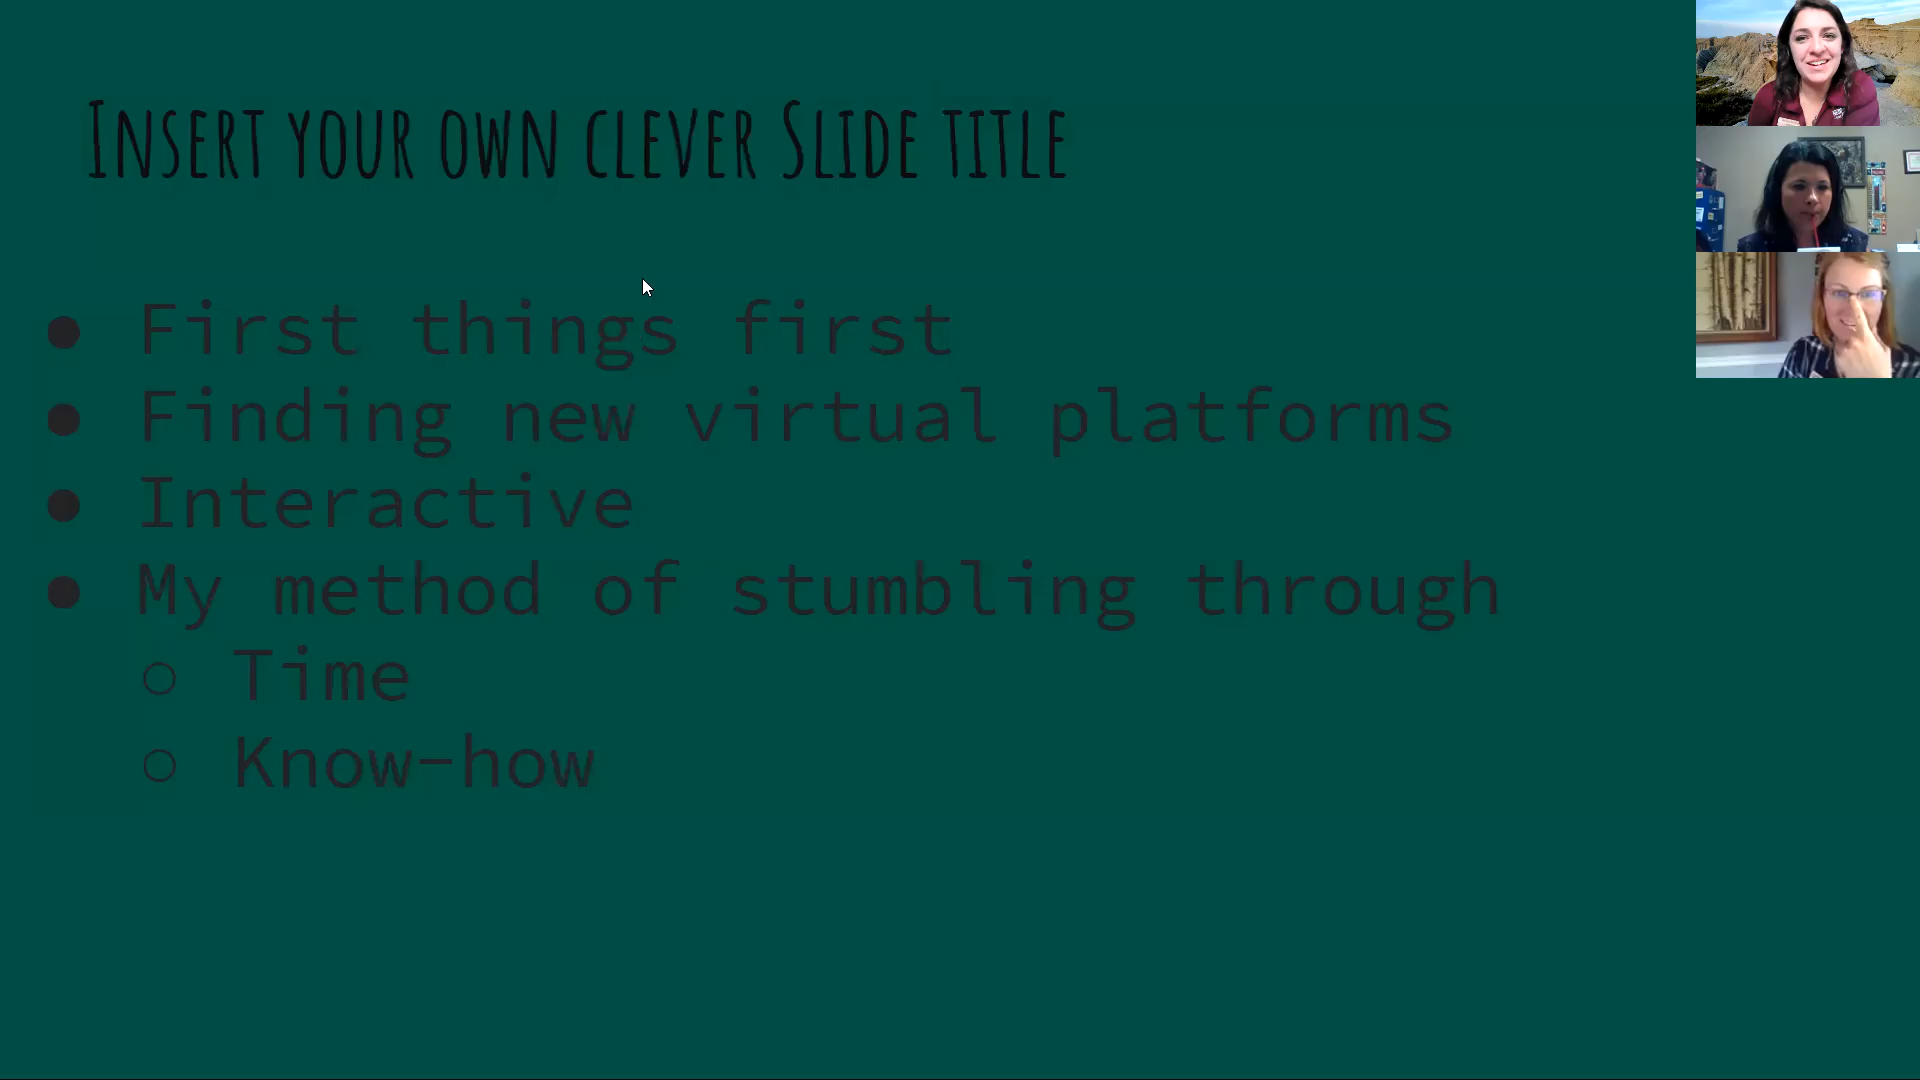 Insert your own clever Slide title
● First things first
● Finding new virtual platforms
● Interactive
● My method of stumbling through
○ Time
○ Know-how